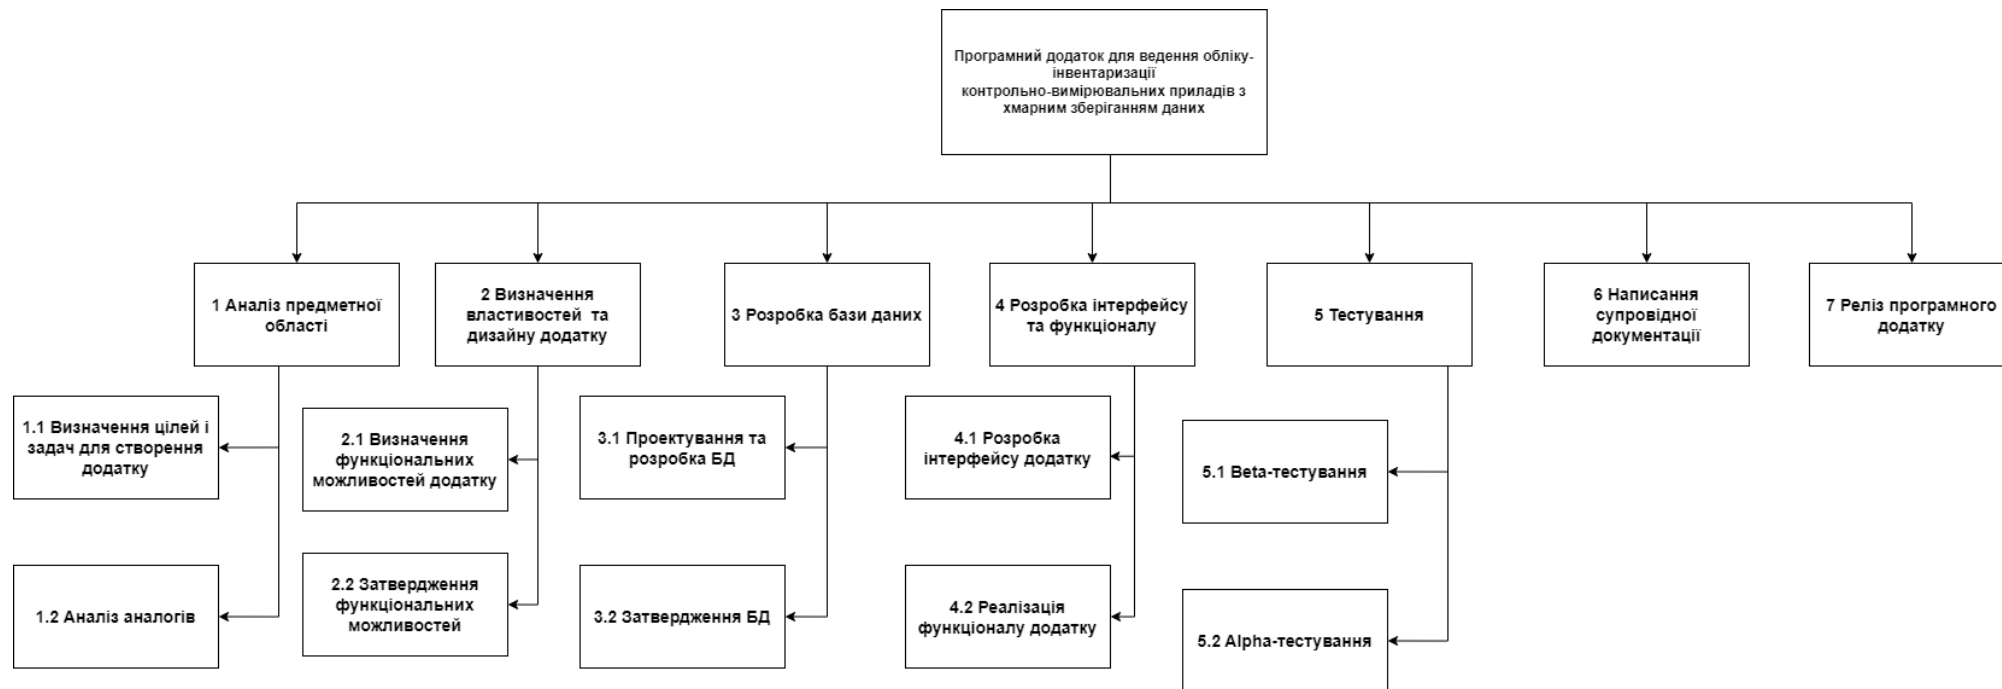 Програмний додаток для ведення обліку-
інвентаризації
контрольно-вимірювальних приладів з
хмарним зберіганням даних
1 Аналіз предметної
області
2 Визначення
властивостей та
дизайну додатку
3 Розробка бази даних
4 Розробка інтерфейсу
та функціоналу
5 Тестування
6 Написання
супровідної
документації
7 Реліз програмного
додатку
1.1 Визначення цілей і
задач для створення
додатку
2.1 Визначення
функціональних
можливостей додатку
3.1 Проектування та
розробка БД
4.1 Розробка
інтерфейсу додатку
5.1 Beta-тестування
1.2 Аналіз аналогів
2.2 Затвердження
функціональних
можливостей
3.2 Затвердження БД
4.2 Реалізація
функціоналу додатку
5.2 Alpha-тестування